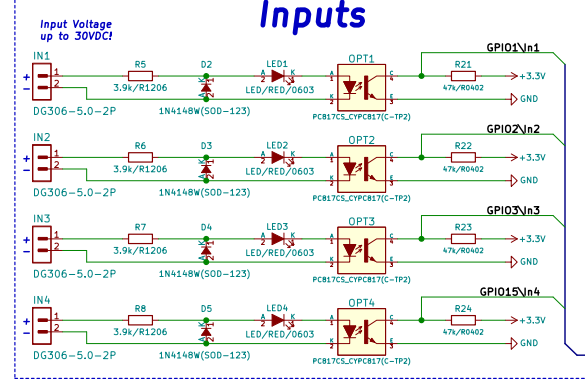 Inputs
Input Voltage
up to 30VDC!
GPIO1\In1
IN1 R5 D2 LED1 OPT1 R21
+ 1 A K A C +3.3V
− 2 2 1 1 4
3.9k/R1206 A K LED/RED/0603 K E 47k/R0402 GND
2 3
DG306-5.0-2P 1N4148W(SOD-123) PC817CS_CYPC817(C-TP2)
GPIO2\In2
IN2 R6 D3 LED2 OPT2 R22
+ 1 A K A C +3.3V
− 2 2 1 1 4
3.9k/R1206 A K LED/RED/0603 K E 47k/R0402 GND
2 3
DG306-5.0-2P 1N4148W(SOD-123) PC817CS_CYPC817(C-TP2)
GPIO3\In3
IN3 R7 D4 LED3 OPT3 R23
+ 1 A K A C +3.3V
− 2 2 1 1 4
3.9k/R1206 A K LED/RED/0603 K E 47k/R0402 GND
2 3
DG306-5.0-2P 1N4148W(SOD-123) PC817CS_CYPC817(C-TP2)
GPIO15\In4
IN4 R8 D5 LED4 OPT4 R24
+ 1 A K A C +3.3V
− 2 2 1 1 4
3.9k/R1206 A K LED/RED/0603 K E 47k/R0402 GND
2 3
DG306-5.0-2P 1N4148W(SOD-123) PC817CS_CYPC817(C-TP2)